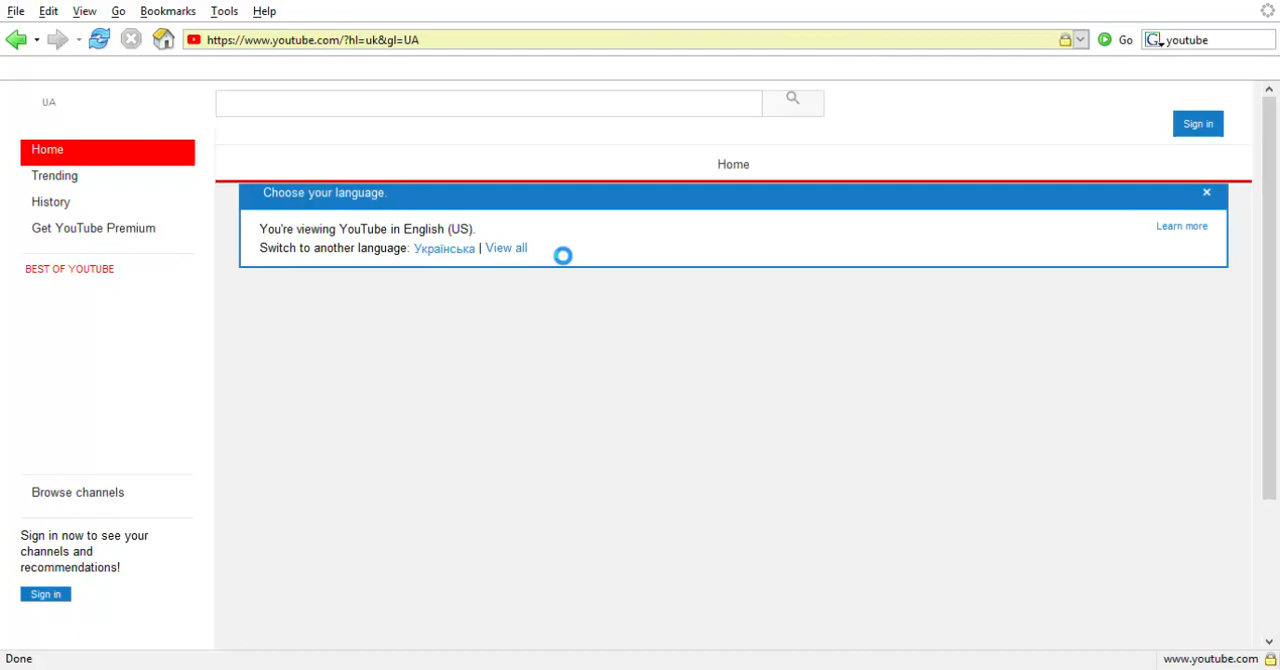 File Edit View Go Bookmarks Tools Help
https://www.youtube.com/?hl=uk&gl=UA Go youtube
UA
Sign in
Home
Trending
History
Get YouTube Premium
BEST OF YOUTUBE
Browse channels
Sign in now to see your
channels and
recommendations!
Sign in
Home
Choose your language.
You're viewing YouTube in English (US).
Learn more
Switch to another language: Українська | View all
Done
www.youtube.com